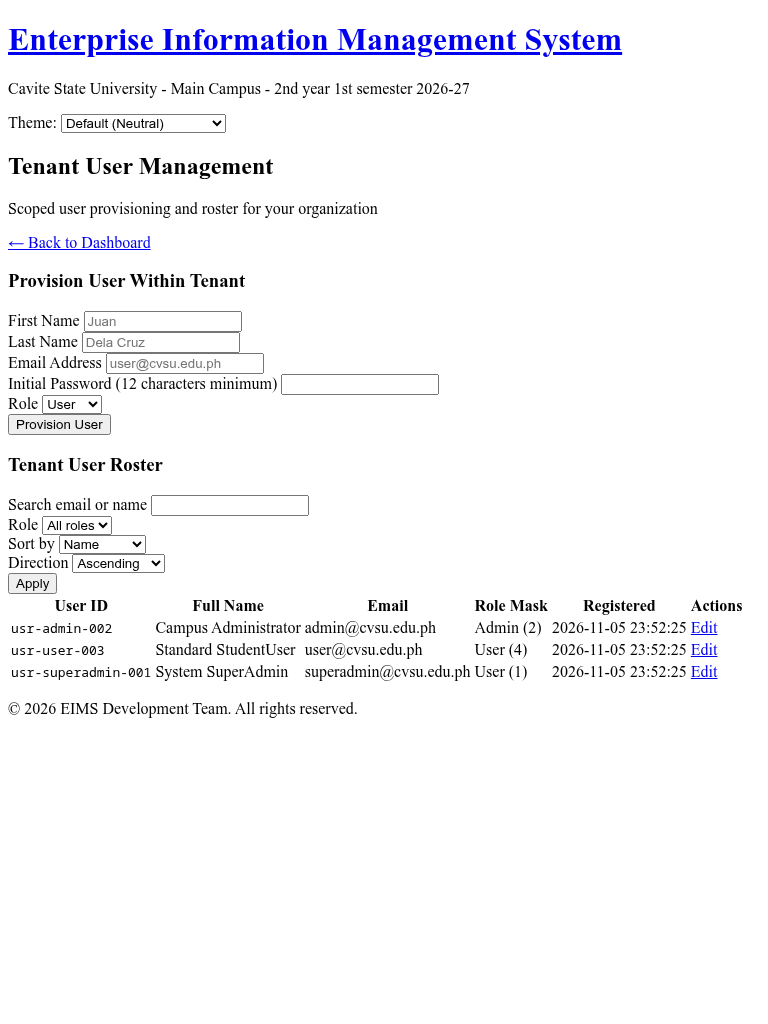 Enterprise Information Management System
Cavite State University - Main Campus - 2nd year 1st semester 2026-27
Theme: Default (Neutral)
Tenant User Management
Scoped user provisioning and roster for your organization
← Back to Dashboard
Provision User Within Tenant
First Name Juan
Last Name Dela Cruz
Email Address user@cvsu.edu.ph
Initial Password (12 characters minimum)
Role User
Provision User
Tenant User Roster
Search email or name
Role All roles
Sort by Name
Direction Ascending
Apply
User ID Full Name Email Role Mask Registered Actions
usr-admin-002 Campus Administrator admin@cvsu.edu.ph Admin (2) 2026-11-05 23:52:25 Edit
usr-user-003 Standard StudentUser user@cvsu.edu.ph User (4) 2026-11-05 23:52:25 Edit
usr-superadmin-001 System SuperAdmin superadmin@cvsu.edu.ph User (1) 2026-11-05 23:52:25 Edit
© 2026 EIMS Development Team. All rights reserved.